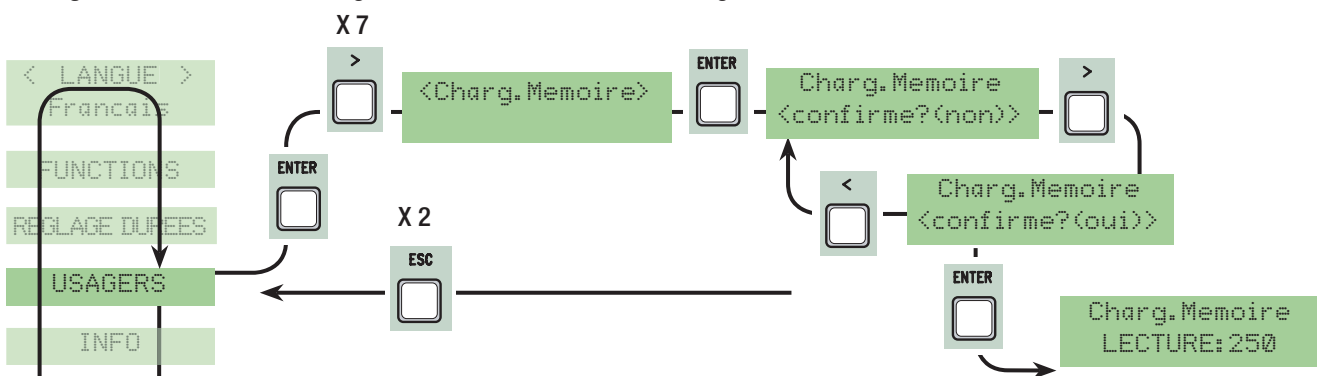 X 7
>
ENTER
>
< LANGUE >
Francais
<Charg.Memoire>
Charg.Memoire
<confirme?(non)>
FUNCTIONS
ENTER
<
Charg.Memoire
<confirme?(oui)>
REGLAGE DUREES
X 2
ESC
ENTER
USAGERS
INFO
Charg.Memoire
LECTURE:250